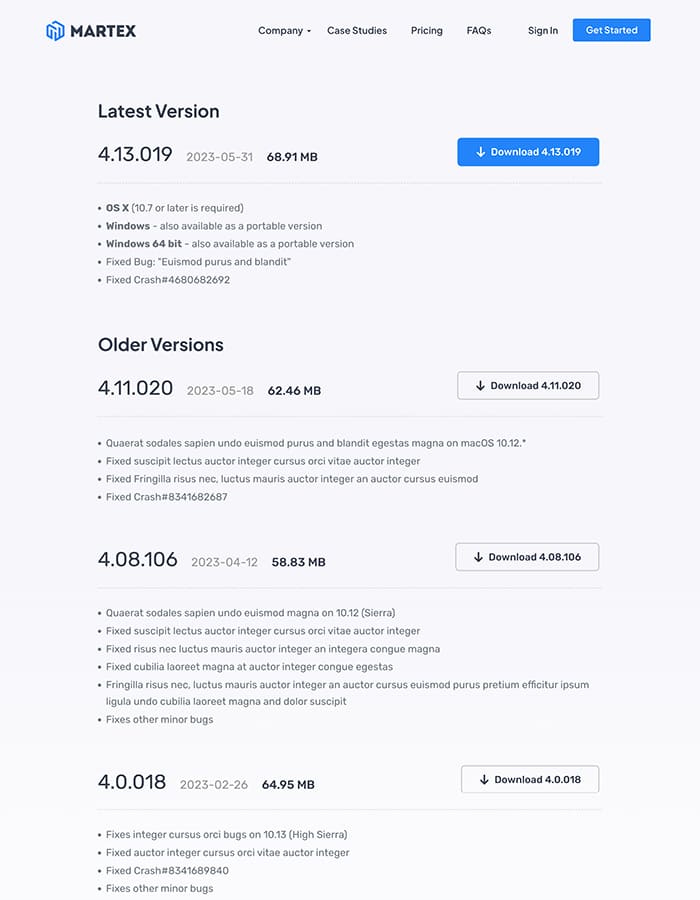 MARTEX
Company
Case Studies
Pricing
FAQs
Sign In
Get Started
Latest Version
4.13.019 2023-05-31 68.91 MB
Download 4.13.019
OS X (10.7 or later is required)
Windows - also available as a portable version
Windows 64 bit - also available as a portable version
Fixed Bug: "Euismod purus and blandit"
Fixed Crash#4680682692
Older Versions
4.11.020 2023-05-18 62.46 MB
Download 4.11.020
Quaerat sodales sapien undo euismod purus and blandit egestas magna on macOS 10.12.*
Fixed suscipit lectus auctor integer cursus orci vitae auctor integer
Fixed Fringilla risus nec, luctus mauris auctor integer an auctor cursus euismod
Fixed Crash#8341682687
4.08.106 2023-04-12 58.83 MB
Download 4.08.106
Quaerat sodales sapien undo euismod magna on 10.12 (Sierra)
Fixed suscipit lectus auctor integer cursus orci vitae auctor integer
Fixed risus nec luctus mauris auctor integer an integera congue magna
Fixed cubilia laoreet magna at auctor integer congue egestas
Fringilla risus nec, luctus mauris auctor integer an auctor cursus euismod purus pretium efficitur ipsum
ligula undo cubilia laoreet magna and dolor suscipit
Fixes other minor bugs
4.0.018 2023-02-26 64.95 MB
Download 4.0.018
Fixes integer cursus orci bugs on 10.13 (High Sierra)
Fixed auctor integer cursus orci vitae auctor integer
Fixed Crash#8341689840
Fixes other minor bugs